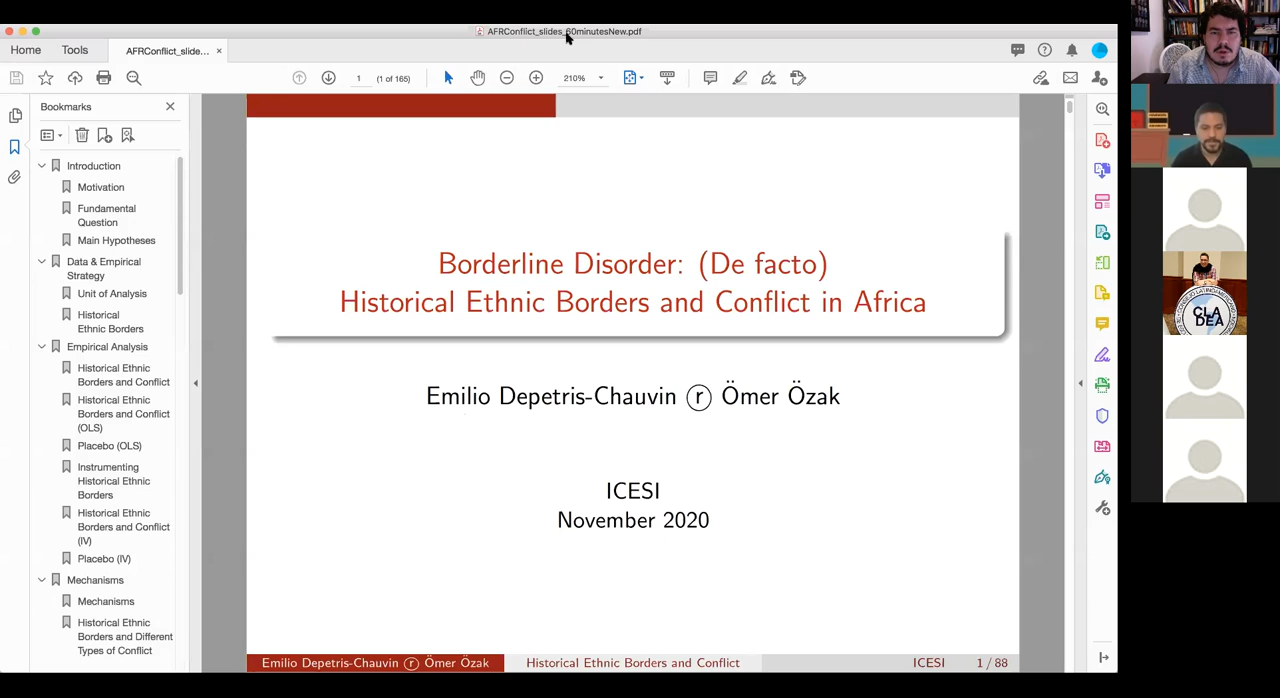 AFRConflict_slides_60minutesNew.pdf
Home
Tools
AFRConflict_slide...
1
(1 of 165)
210%
Bookmarks
Introduction
Motivation
Fundamental
Question
Main Hypotheses
Data & Empirical
Strategy
Unit of Analysis
Historical
Ethnic Borders
Empirical Analysis
Historical Ethnic
Borders and Conflict
Historical Ethnic
Borders and Conflict
(OLS)
Placebo (OLS)
Instrumenting
Historical Ethnic
Borders
Historical Ethnic
Borders and Conflict
(IV)
Placebo (IV)
Mechanisms
Mechanisms
Historical Ethnic
Borders and Different
Types of Conflict
Borderline Disorder: (De facto)
Historical Ethnic Borders and Conflict in Africa
Emilio Depetris-Chauvin ⓡ Ömer Özak
ICESI
November 2020
Emilio Depetris-Chauvin ⓡ Ömer Özak
Historical Ethnic Borders and Conflict
ICESI
1 / 88
CLA
DEA